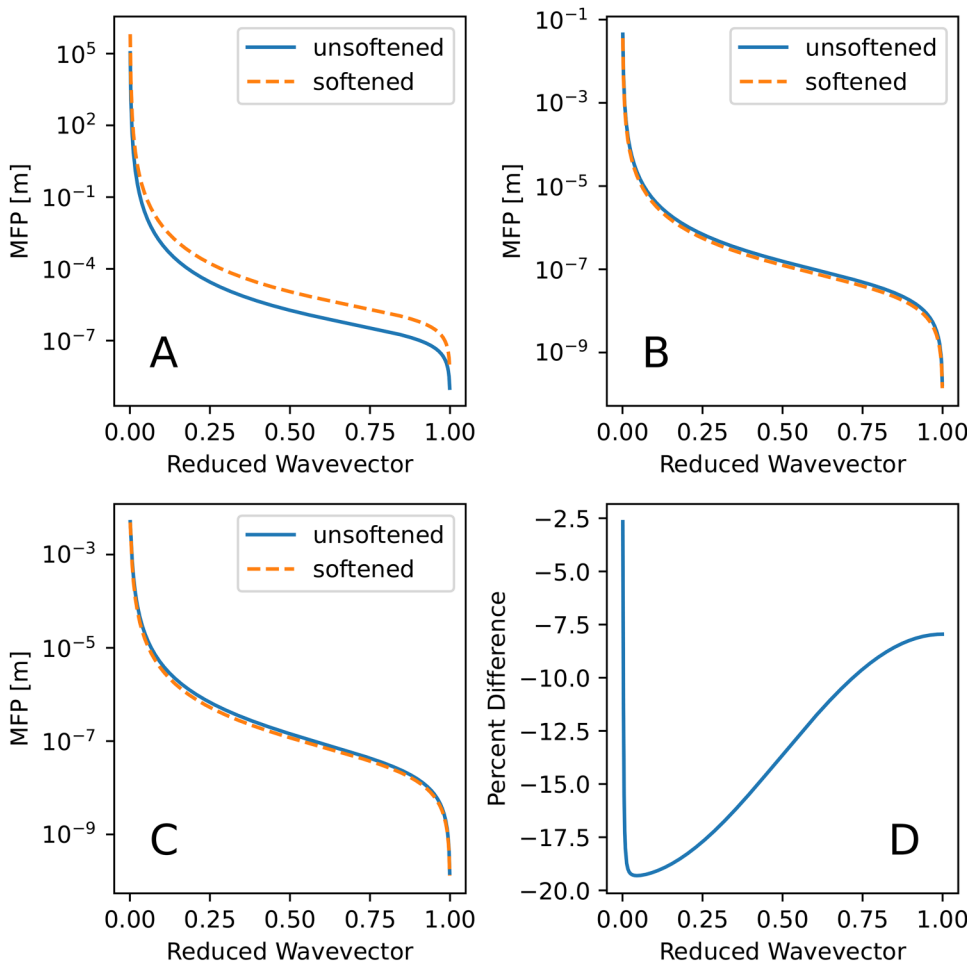 unsoftened
softened
10^5
10^2
10^−1
10^−4
10^−7
MFP [m]
A
0.00 0.25 0.50 0.75 1.00
Reduced Wavevector
unsoftened
softened
10^−1
10^−3
10^−5
10^−7
10^−9
MFP [m]
B
0.00 0.25 0.50 0.75 1.00
Reduced Wavevector
unsoftened
softened
10^−3
10^−5
10^−7
10^−9
MFP [m]
C
0.00 0.25 0.50 0.75 1.00
Reduced Wavevector
−2.5
−5.0
−7.5
−10.0
−12.5
−15.0
−17.5
−20.0
Percent Difference
D
0.00 0.25 0.50 0.75 1.00
Reduced Wavevector